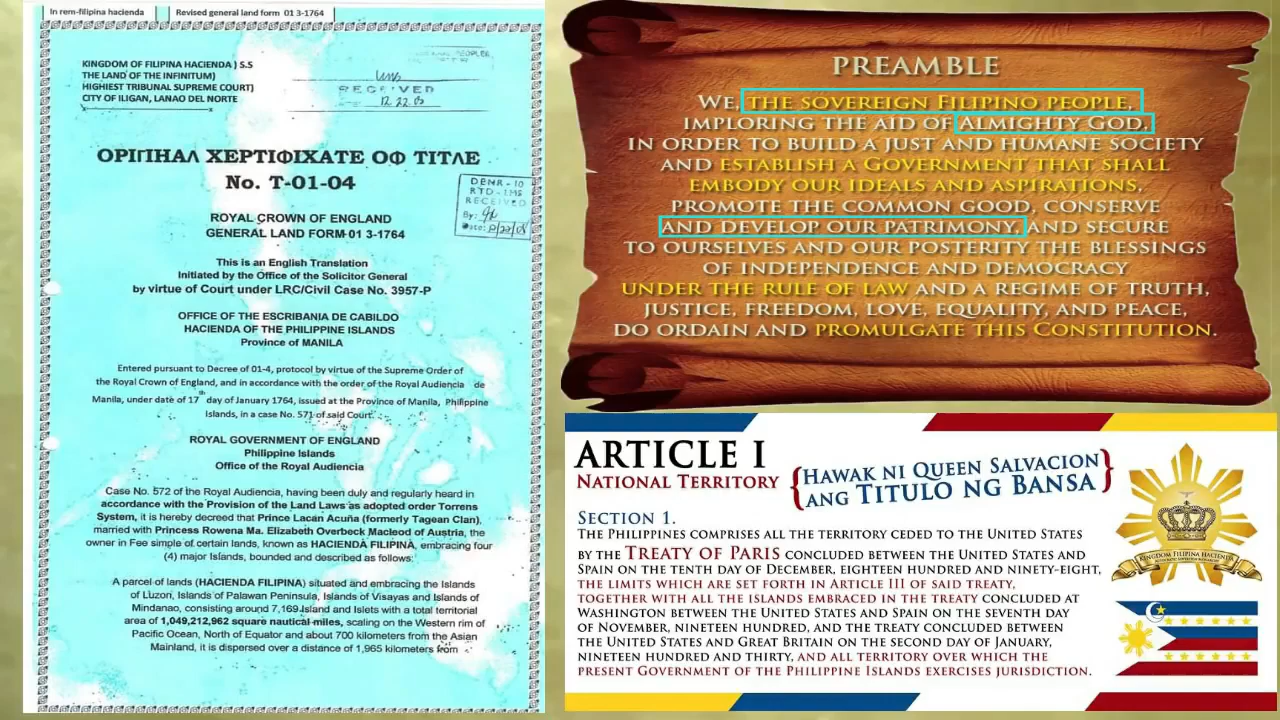 In rem-filipina hacienda
Revised general land form 01 3-1764
KINGDOM OF FILIPINA HACIENDA ) S.S
THE LAND OF THE INFINITUM)
HIGHIEST TRIBUNAL SUPREME COURT)
CITY OF ILIGAN, LANAO DEL NORTE
RECEIVED
12.22.05
ОРІГІНАЛ ХЕРТІФІХАТЕ ОФ ТІТЛЕ
No. T-01-04
DENR - 10
RTD - LMS
RECEIVED
By:
Date:
ROYAL CROWN OF ENGLAND
GENERAL LAND FORM 01 3-1764
This is an English Translation
Initiated by the Office of the Solicitor General
by virtue of Court under LRC/Civil Case No. 3957-P
OFFICE OF THE ESCRIBANIA DE CABILDO
HACIENDA OF THE PHILIPPINE ISLANDS
Province of MANILA
Entered pursuant to Decree of 01-4, protocol by virtue of the Supreme Order of
the Royal Crown of England, and in accordance with the order of the Royal Audiencia de
Manila, under date of 17th day of January 1764, issued at the Province of Manila, Philippine
Islands, in a case No. 571 of said Court.
ROYAL GOVERNMENT OF ENGLAND
Philippine Islands
Office of the Royal Audiencia
Case No. 572 of the Royal Audiencia, having been duly and regularly heard in
accordance with the Provision of the Land Laws as adopted order Torrens
System, it is hereby decreed that Prince Lacan Acuña (formerly Tagean Clan),
married with Princess Rowena Ma. Elizabeth Overbeck Macleod of Austria, the
owner in Fee simple of certain lands, known as HACIENDA FILIPINA, embracing four
(4) major Islands, bounded and described as follows:
A parcel of lands (HACIENDA FILIPINA) situated and embracing the Islands
of Luzon, Islands of Palawan Peninsula, Islands of Visayas and Islands of
Mindanao, consisting around 7,169 Island and Islets with a total territorial
area of 1,049,212,962 square nautical-miles, scaling on the Western rim of
Pacific Ocean, North of Equator and about 700 kilometers from the Asian
Mainland, it is dispersed over a distance of 1,965 kilometers from
PREAMBLE
WE, THE SOVEREIGN FILIPINO PEOPLE,
IMPLORING THE AID OF ALMIGHTY GOD,
IN ORDER TO BUILD A JUST AND HUMANE SOCIETY
AND ESTABLISH A GOVERNMENT THAT SHALL
EMBODY OUR IDEALS AND ASPIRATIONS,
PROMOTE THE COMMON GOOD, CONSERVE
AND DEVELOP OUR PATRIMONY, AND SECURE
TO OURSELVES AND OUR POSTERITY THE BLESSINGS
OF INDEPENDENCE AND DEMOCRACY
UNDER THE RULE OF LAW AND A REGIME OF TRUTH,
JUSTICE, FREEDOM, LOVE, EQUALITY, AND PEACE,
DO ORDAIN AND PROMULGATE THIS CONSTITUTION.
ARTICLE I
NATIONAL TERRITORY
{HAWAK NI QUEEN SALVACION
ANG TITULO NG BANSA}
SECTION 1.
THE PHILIPPINES COMPRISES ALL THE TERRITORY CEDED TO THE UNITED STATES
BY THE TREATY OF PARIS CONCLUDED BETWEEN THE UNITED STATES AND
SPAIN ON THE TENTH DAY OF DECEMBER, EIGHTEEN HUNDRED AND NINETY-EIGHT,
THE LIMITS WHICH ARE SET FORTH IN ARTICLE III OF SAID TREATY,
TOGETHER WITH ALL THE ISLANDS EMBRACED IN THE TREATY CONCLUDED AT
WASHINGTON BETWEEN THE UNITED STATES AND SPAIN ON THE SEVENTH DAY
OF NOVEMBER, NINETEEN HUNDRED, AND THE TREATY CONCLUDED BETWEEN
THE UNITED STATES AND GREAT BRITAIN ON THE SECOND DAY OF JANUARY,
NINETEEN HUNDRED AND THIRTY, AND ALL TERRITORY OVER WHICH THE
PRESENT GOVERNMENT OF THE PHILIPPINE ISLANDS EXERCISES JURISDICTION.
KINGDOM FILIPINA HACIENDA